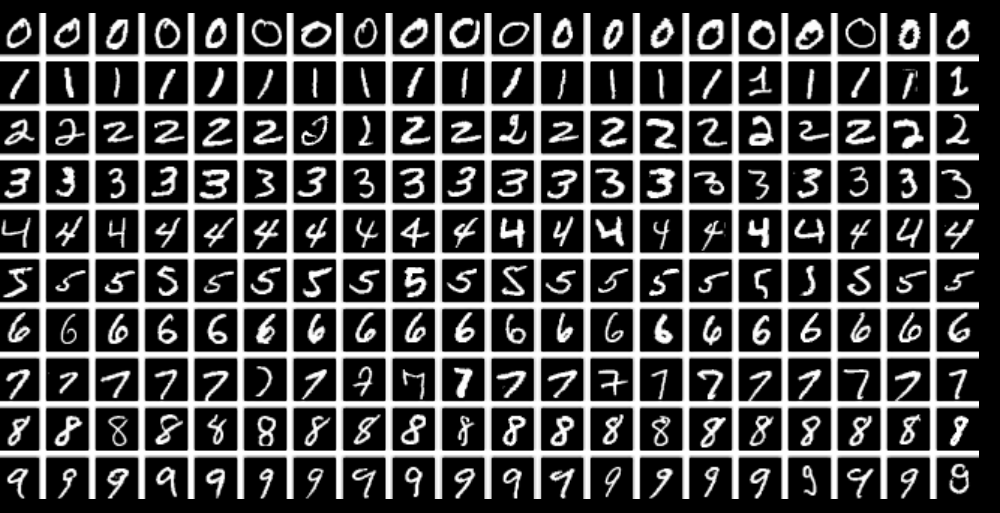 0 0 0 0 0 0 0 0 0 0 0 0 0 0 0 0 0 0 0 0
1 1 1 1 1 1 1 1 1 1 1 1 1 1 1 1 1 1 1 1
2 2 2 2 2 2 2 2 2 2 2 2 2 2 2 2 2 2 2 2
3 3 3 3 3 3 3 3 3 3 3 3 3 3 3 3 3 3 3 3
4 4 4 4 4 4 4 4 4 4 4 4 4 4 4 4 4 4 4 4
5 5 5 5 5 5 5 5 5 5 5 5 5 5 5 5 5 5 5 5
6 6 6 6 6 6 6 6 6 6 6 6 6 6 6 6 6 6 6 6
7 7 7 7 7 7 7 7 7 7 7 7 7 7 7 7 7 7 7 7
8 8 8 8 8 8 8 8 8 8 8 8 8 8 8 8 8 8 8 8
9 9 9 9 9 9 9 9 9 9 9 9 9 9 9 9 9 9 9 9